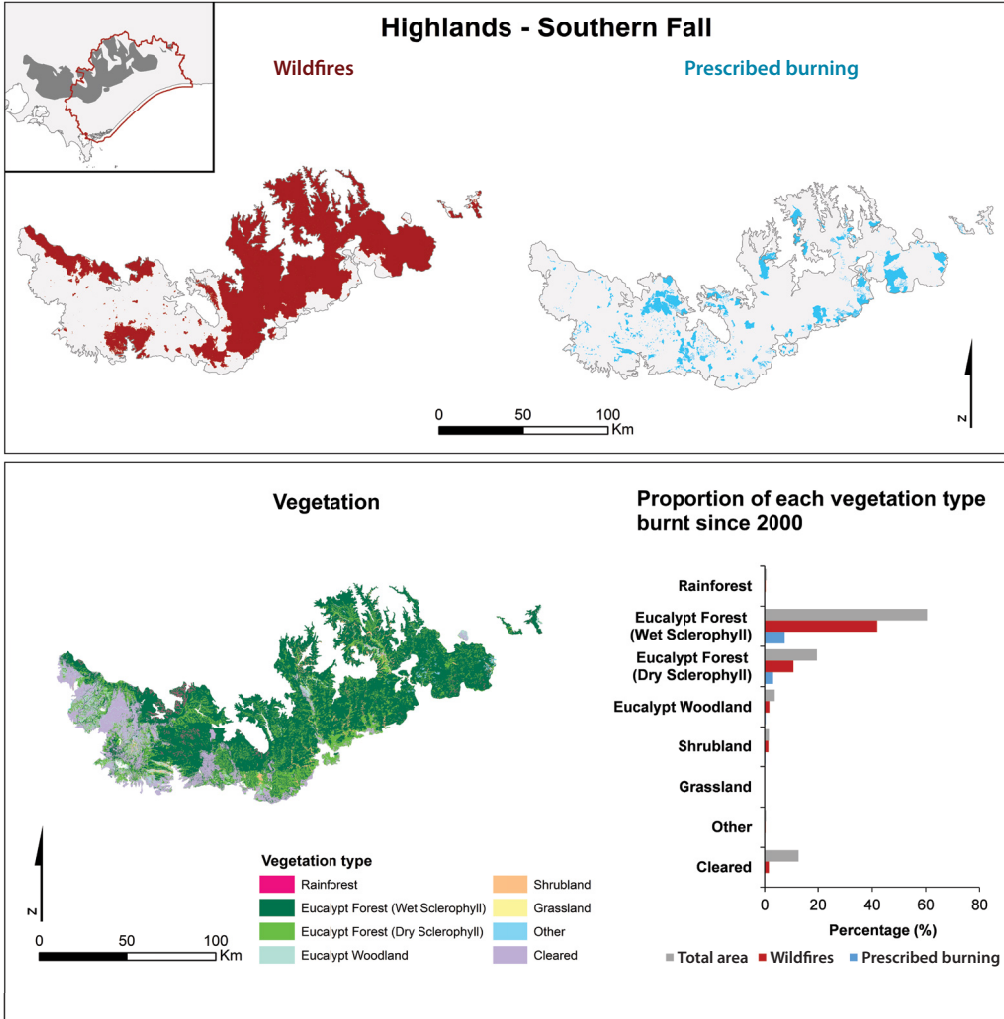 Highlands - Southern Fall
Wildfires
Prescribed burning
0 50 100
Km
N
Vegetation
Proportion of each vegetation type
burnt since 2000
Rainforest
Eucalypt Forest
(Wet Sclerophyll)
Eucalypt Forest
(Dry Sclerophyll)
Eucalypt Woodland
Shrubland
Grassland
Other
Cleared
0 20 40 60 80
Percentage (%)
Total area Wildfires Prescribed burning
N
0 50 100
Km
Vegetation type
Rainforest
Eucaypt Forest (Wet Sclerophyll)
Eucaypt Forest (Dry Sclerophyll)
Eucaypt Woodland
Shrubland
Grassland
Other
Cleared